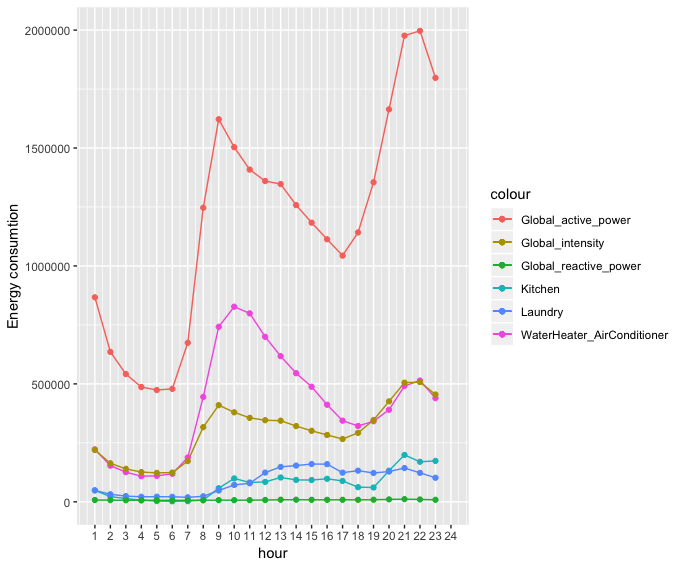 2000000
1500000
1000000
500000
0
Energy consumtion
1 2 3 4 5 6 7 8 9 10 11 12 13 14 15 16 17 18 19 20 21 22 23 24
hour
colour
Global_active_power
Global_intensity
Global_reactive_power
Kitchen
Laundry
WaterHeater_AirConditioner